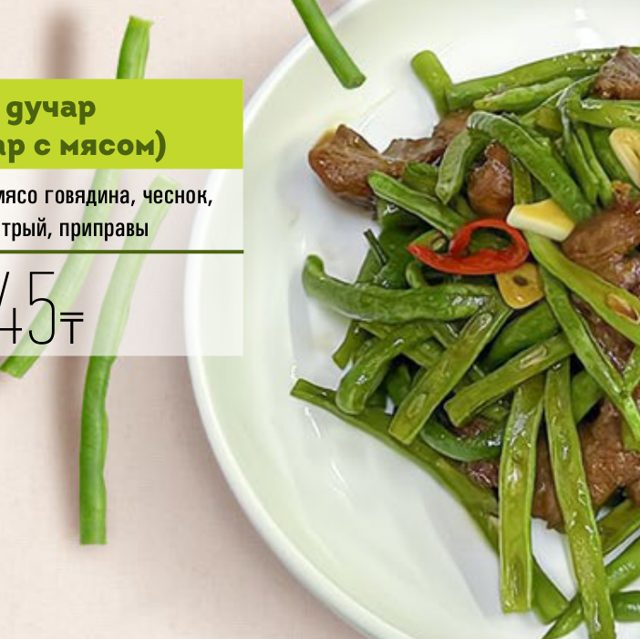 дучар
ар с мясом)
мясо говядина, чеснок,
трый, приправы
45₸